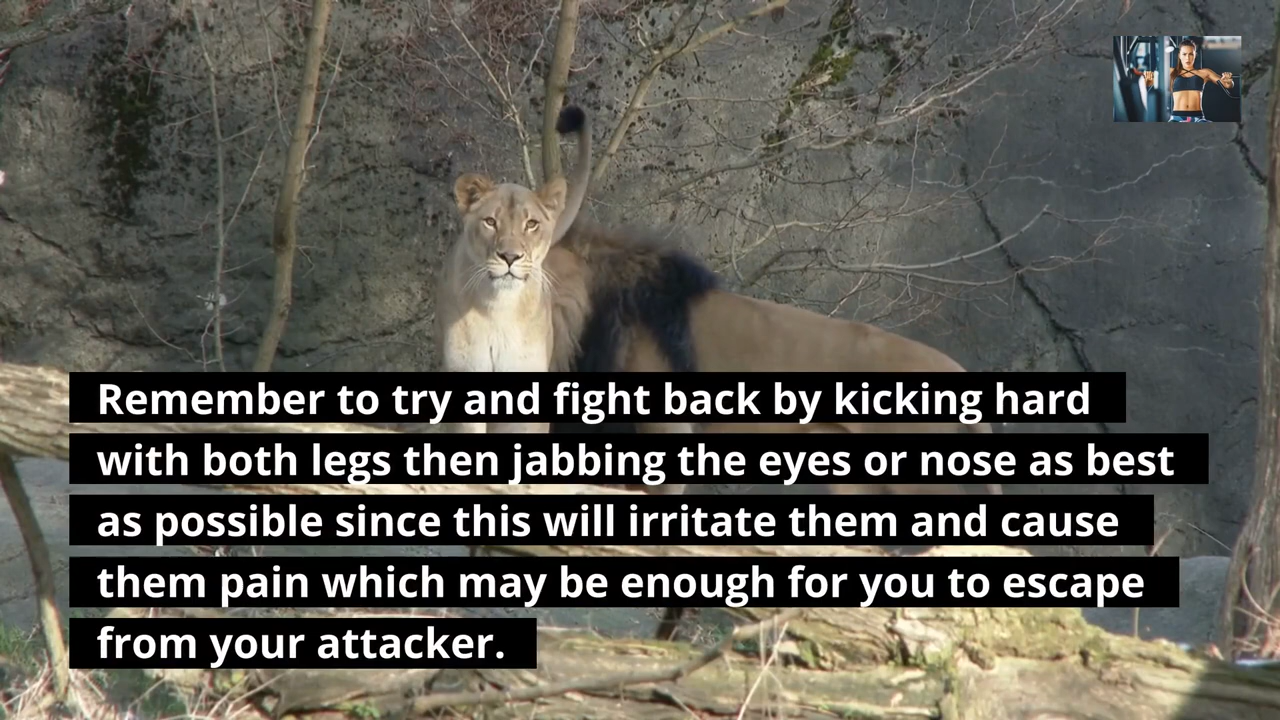 Remember to try and fight back by kicking hard
with both legs then jabbing the eyes or nose as best
as possible since this will irritate them and cause
them pain which may be enough for you to escape
from your attacker.